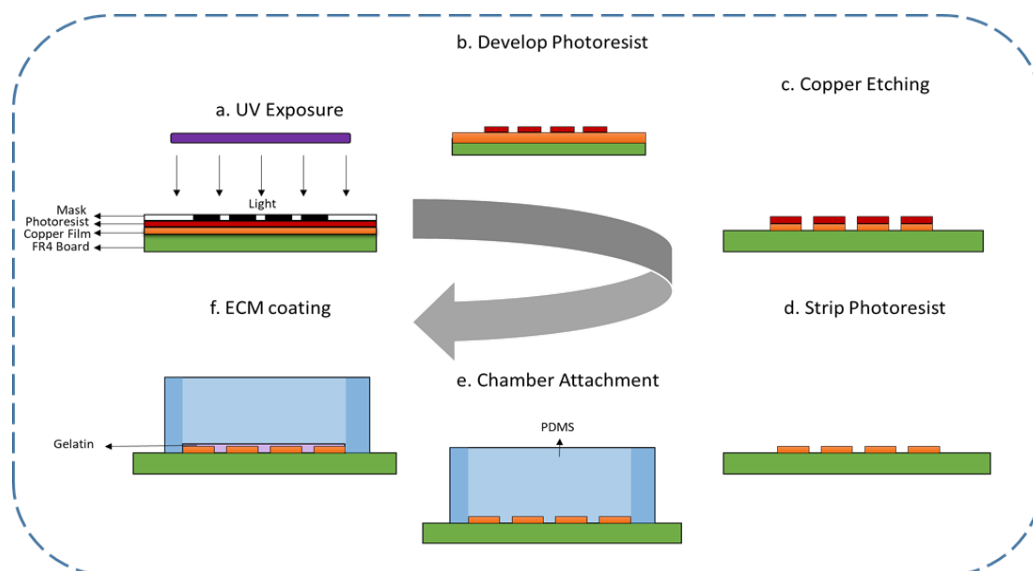 b. Develop Photoresist
c. Copper Etching
a. UV Exposure
Light
Mask
Photoresist
Copper Film
FR4 Board
f. ECM coating
d. Strip Photoresist
e. Chamber Attachment
Gelatin
PDMS